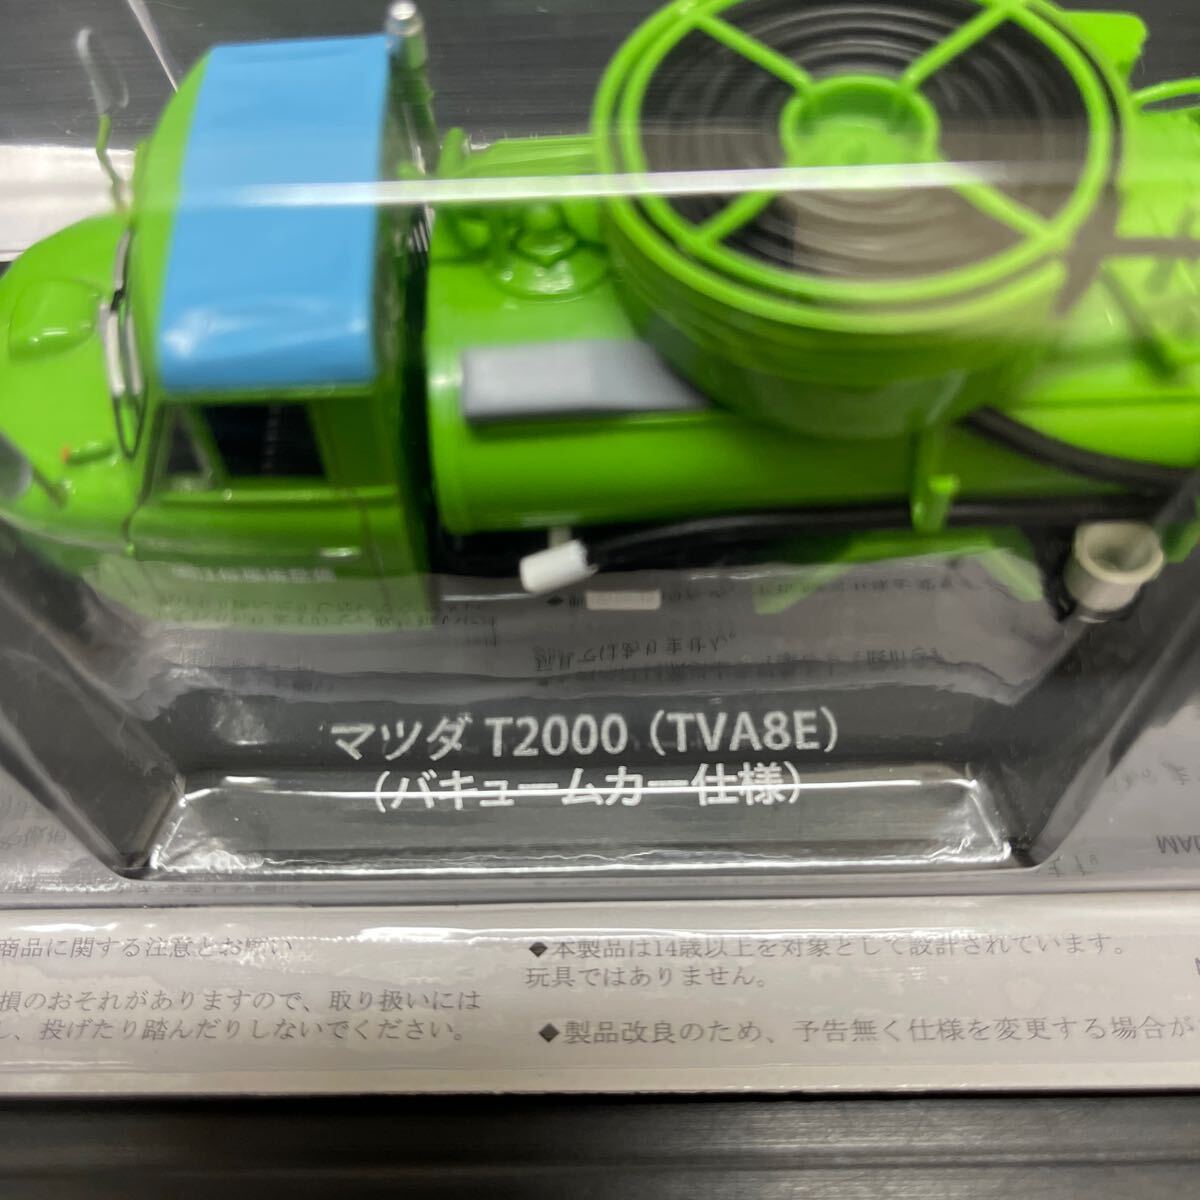 マツダ T2000（TVA8E）
（バキュームカー仕様）
商品に関する注意とお願い
損のおそれがありますので、取り扱いには
し、投げたり踏んだりしないでください。
◆本製品は14歳以上を対象として設計されています。
玩具ではありません。
◆製品改良のため、予告無く仕様を変更する場合が